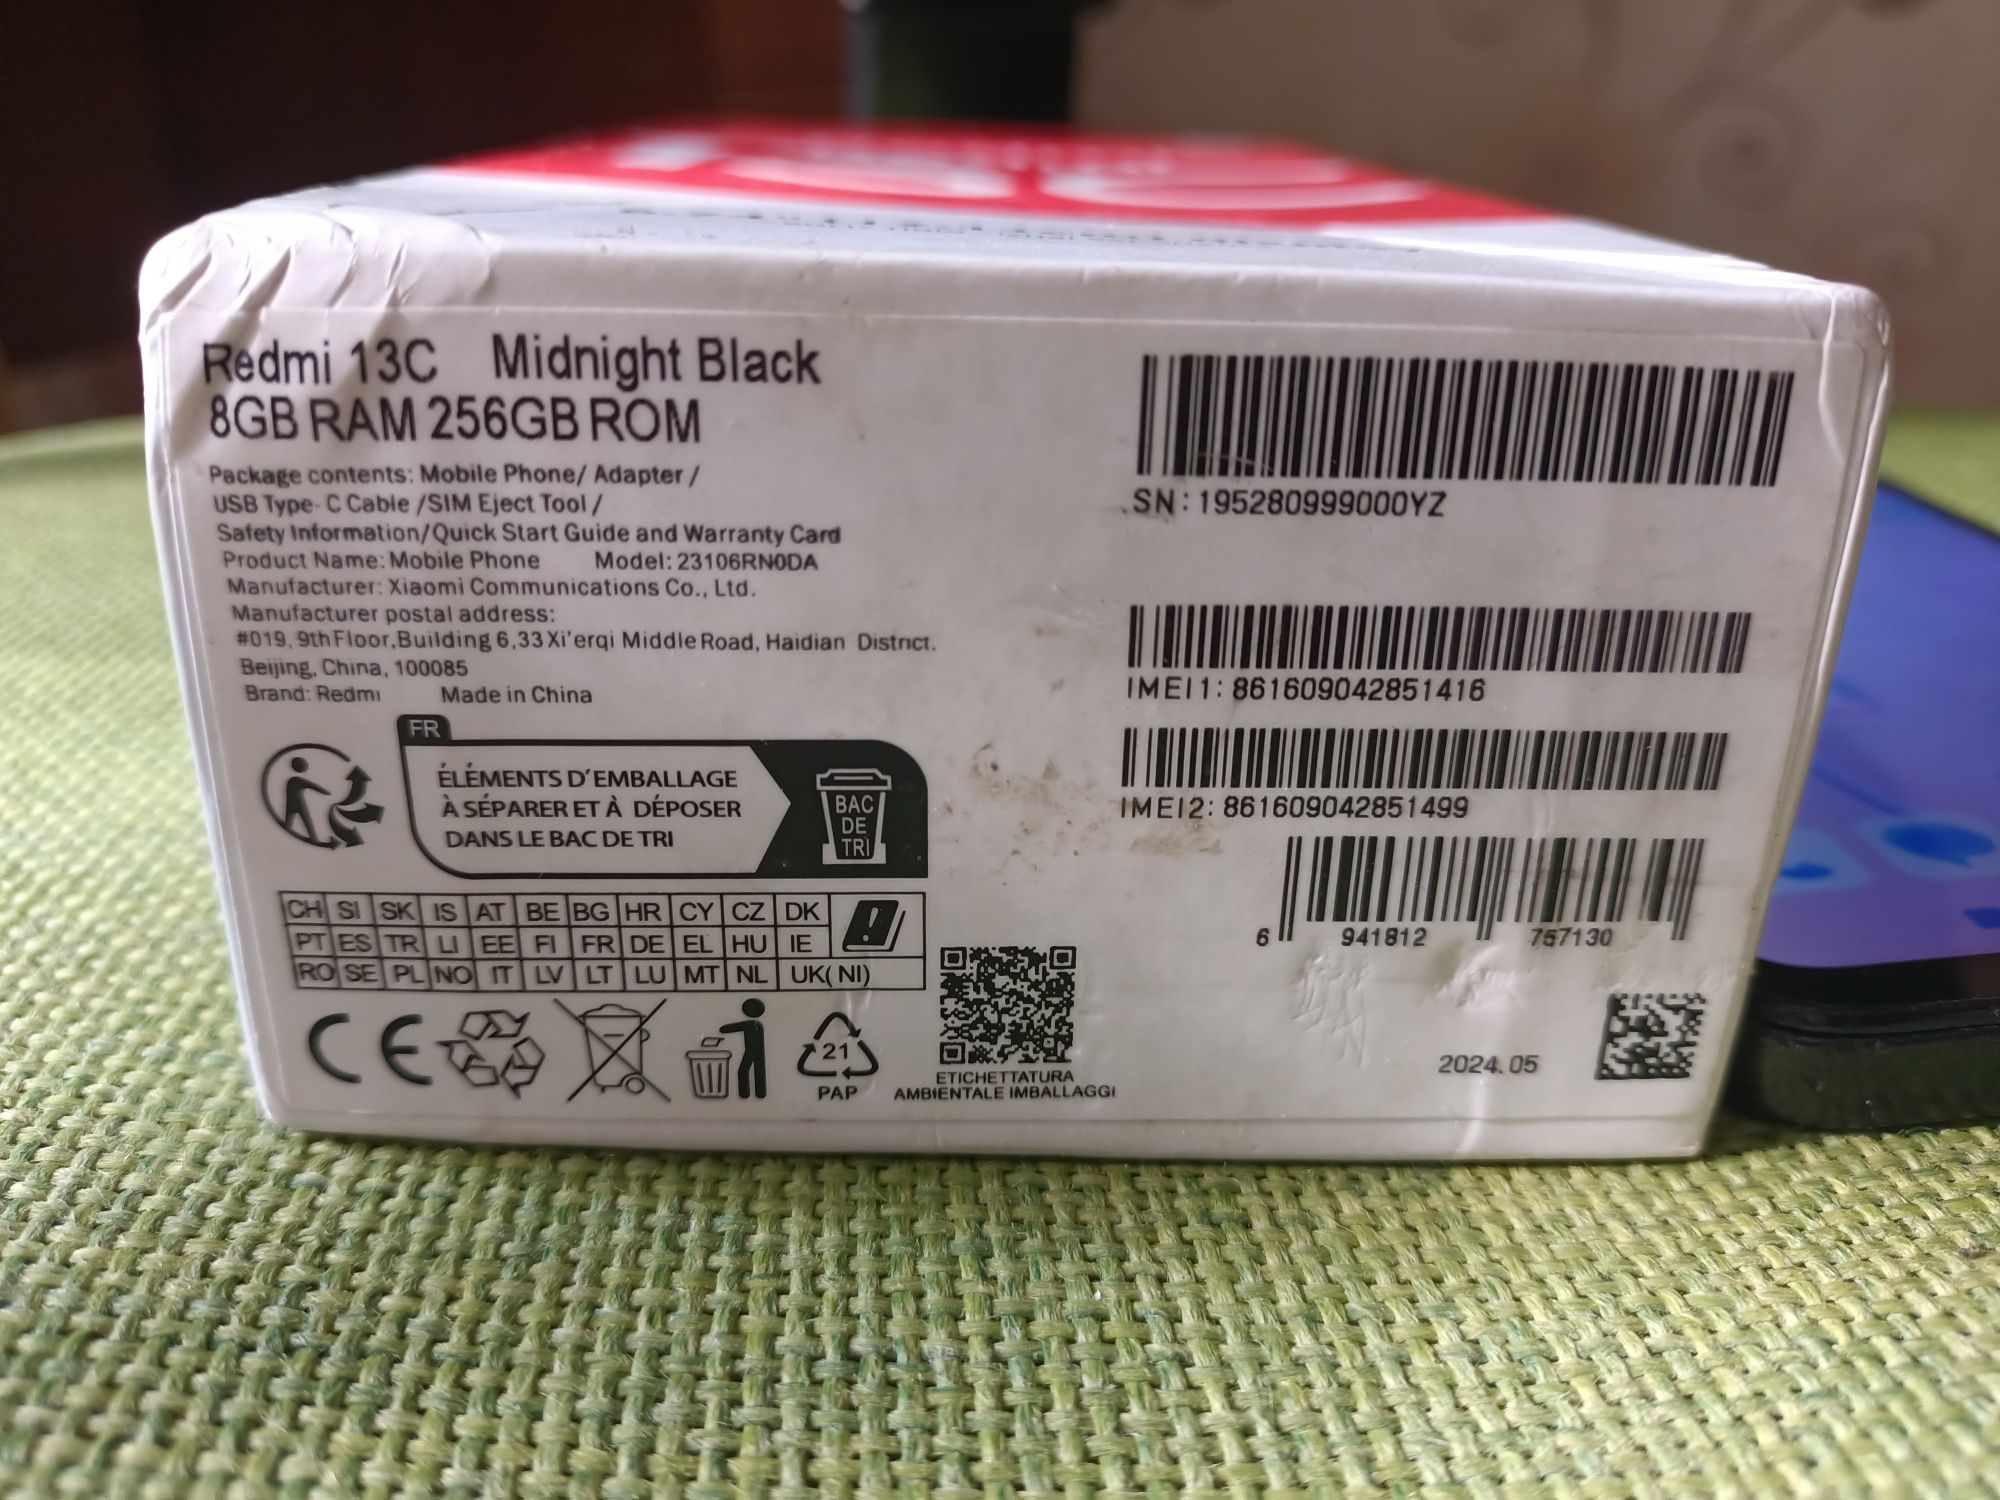 Redmi 13C Midnight Black
8GB RAM 256GB ROM
Package contents: Mobile Phone/ Adapter /
USB Type- C Cable /SIM Eject Tool /
Safety Information/Quick Start Guide and Warranty Card
Product Name: Mobile Phone Model: 23106RN0DA
Manufacturer: Xiaomi Communications Co., Ltd.
Manufacturer postal address:
#019, 9th Floor, Building 6, 33 Xi'erqi Middle Road, Haidian District,
Beijing, China, 100085
Brand: Redmi Made in China
FR
ÉLÉMENTS D'EMBALLAGE
À SÉPARER ET À DÉPOSER
DANS LE BAC DE TRI
BAC
DE
TRI
CH SI SK IS AT BE BG HR CY CZ DK
PT ES TR LI EE FI FR DE EL HU IE
RO SE PL NO IT LV LT LU MT NL UK(NI)
CE
21
PAP
ETICHETTATURA
AMBIENTALE IMBALLAGGI
SN: 195280999000YZ
IMEI1: 861609042851416
IMEI2: 861609042851499
6 941812 757130
2024.05